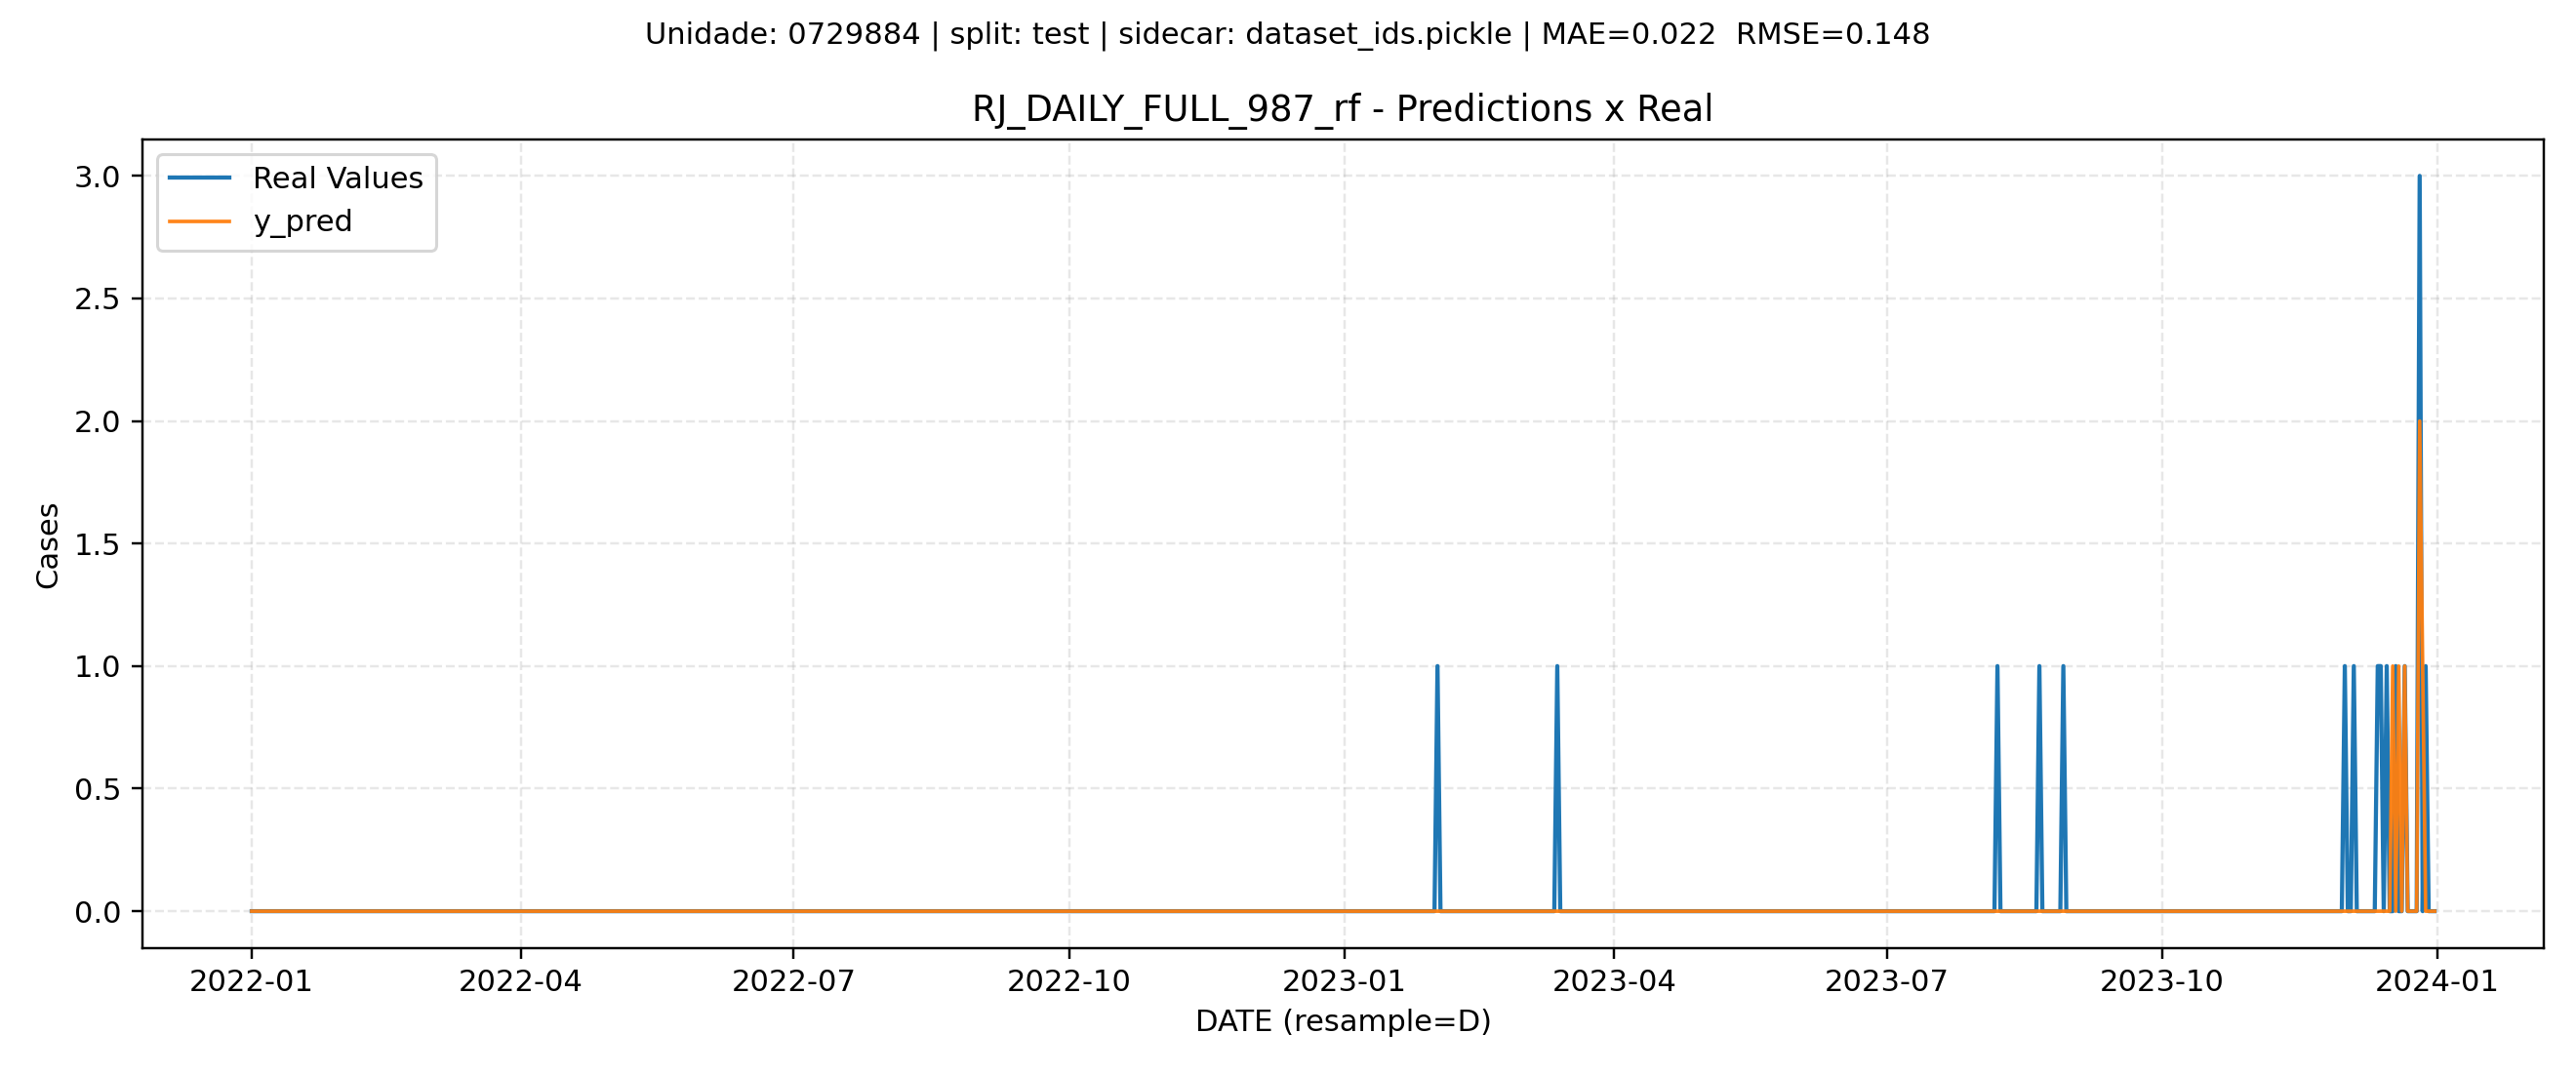 Unidade: 0729884 | split: test | sidecar: dataset_ids.pickle | MAE=0.022  RMSE=0.148
RJ_DAILY_FULL_987_rf - Predictions x Real
Real Values
y_pred
3.0
2.5
2.0
1.5
1.0
0.5
0.0
Cases
2022-01
2022-04
2022-07
2022-10
2023-01
2023-04
2023-07
2023-10
2024-01
DATE (resample=D)